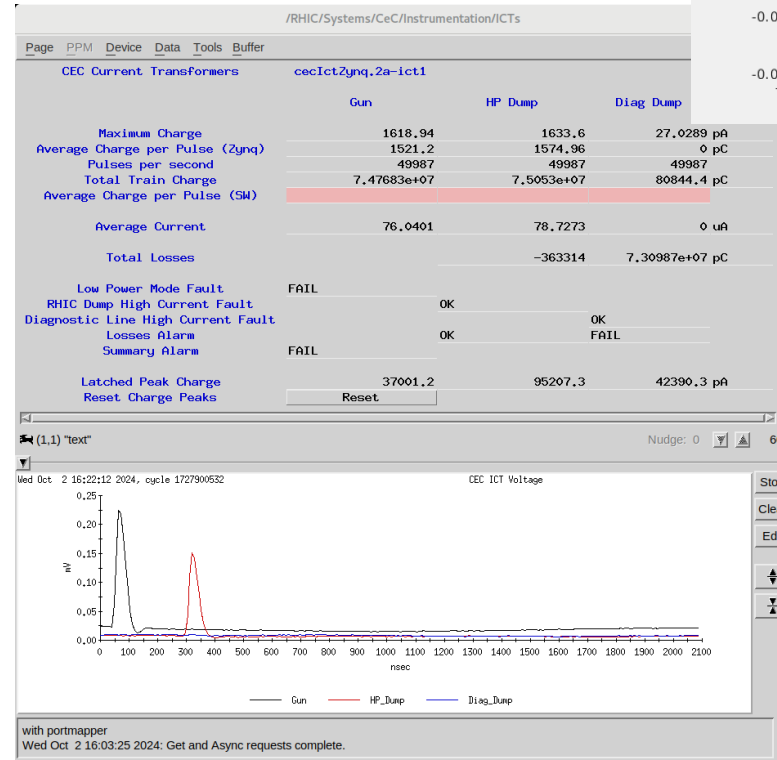 /RHIC/Systems/CeC/Instrumentation/ICTs
-0.0
Page PPM Device Data Tools Buffer
-0.0
CEC Current Transformers cecIctZynq.2a-ict1
Gun HP Dump Diag Dump
Maximum Charge 1618.94 1633.6 27.0289 pA
Average Charge per Pulse (Zynq) 1521.2 1574.96 0 pC
Pulses per second 49987 49987 49987
Total Train Charge 7.47683e+07 7.5053e+07 80844.4 pC
Average Charge per Pulse (SW)
Average Current 76.0401 78.7273 0 uA
Total Losses -363314 7.30987e+07 pC
Low Power Mode Fault FAIL
RHIC Dump High Current Fault OK
Diagnostic Line High Current Fault OK
Losses Alarm OK FAIL
Summary Alarm FAIL
Latched Peak Charge 37001.2 95207.3 42390.3 pA
Reset Charge Peaks Reset
(1,1) "text" Nudge: 0 6
Wed Oct 2 16:22:12 2024, cycle 1727900532 CEC ICT Voltage
Sto
Cle
Ed
0.25
0.20
0.15
mV
0.10
0.05
0.00
0 100 200 300 400 500 600 700 800 900 1000 1100 1200 1300 1400 1500 1600 1700 1800 1900 2000 2100
nsec
Gun HP_Dump Diag_Dump
with portmapper
Wed Oct 2 16:03:25 2024: Get and Async requests complete.